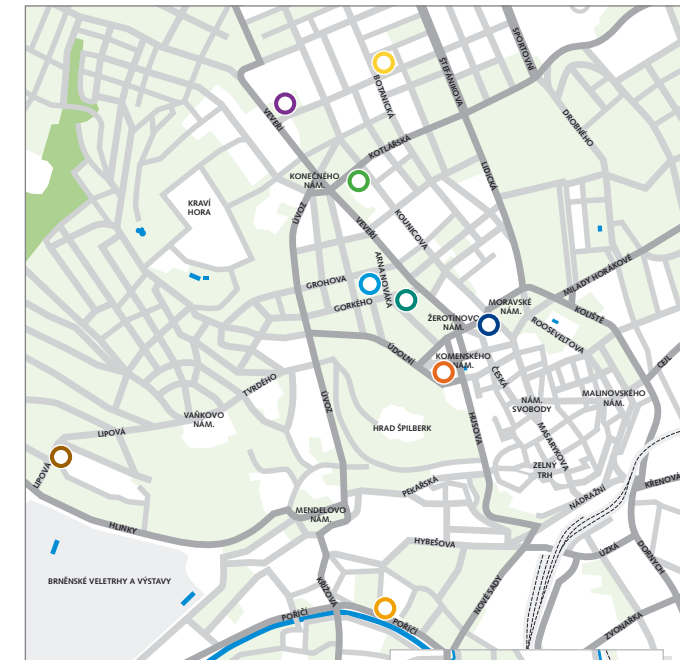 SPORTOVNÍ
ŠTEFÁNIKOVA
BOTANICKÁ
VEVEŘÍ
DROBNÉHO
KOTLÁŘSKÁ
LIDICKÁ
KONEČNÉHO
NÁM.
KRAVÍ
HORA
ÚVOZ
VEVEŘÍ
KOUNICOVA
ARNA NOVÁKA
GROHOVA
GORKÉHO
MILADY HORÁKOVÉ
MORAVSKÉ
NÁM.
KOLIŠTĚ
ŽEROTÍNOVO
NÁM.
ROOSEVELTOVA
ÚDOLNÍ
KOMENSKÉHO
NÁM.
CEJL
ČESKÁ
TVRDÉHO
ÚVOZ
MALINOVSKÉHO
NÁM.
NÁM.
SVOBODY
VAŇKOVO
NÁM.
HUSOVA
HRAD ŠPILBERK
LIPOVÁ
MASARYKOVA
LIPOVÁ
ZELNÝ
TRH
PEKAŘSKÁ
KŘENOVÁ
NÁDRAŽNÍ
MENDELOVO
NÁM.
HLINKY
HYBEŠOVA
ÚZKÁ
DORNYCH
BRNĚNSKÉ VELETRHY A VÝSTAVY
KŘÍŽOVÁ
NOVÉ SADY
POŘÍČÍ
POŘÍČÍ
ZVONAŘKA